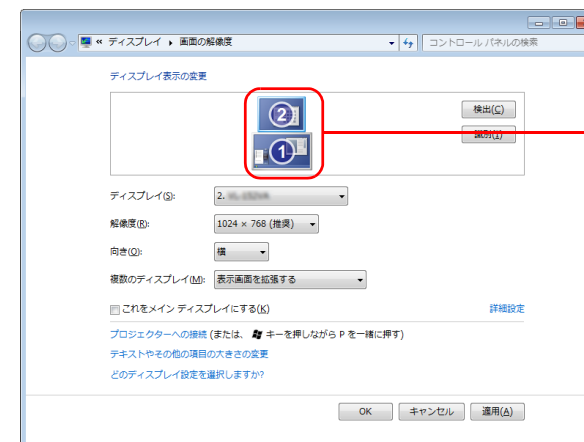 « ディスプレイ ▸ 画面の解像度
コントロール パネルの検索
ディスプレイ表示の変更
2
1
検出(C)
識別(I)
ディスプレイ(S):
2.
解像度(R):
1024 × 768 (推奨)
向き(O):
横
複数のディスプレイ(M):
表示画面を拡張する
これをメイン ディスプレイにする(K)
詳細設定
プロジェクターへの接続 (または、 キーを押しながら P を一緒に押す)
テキストやその他の項目の大きさの変更
どのディスプレイ設定を選択しますか?
OK
キャンセル
適用(A)